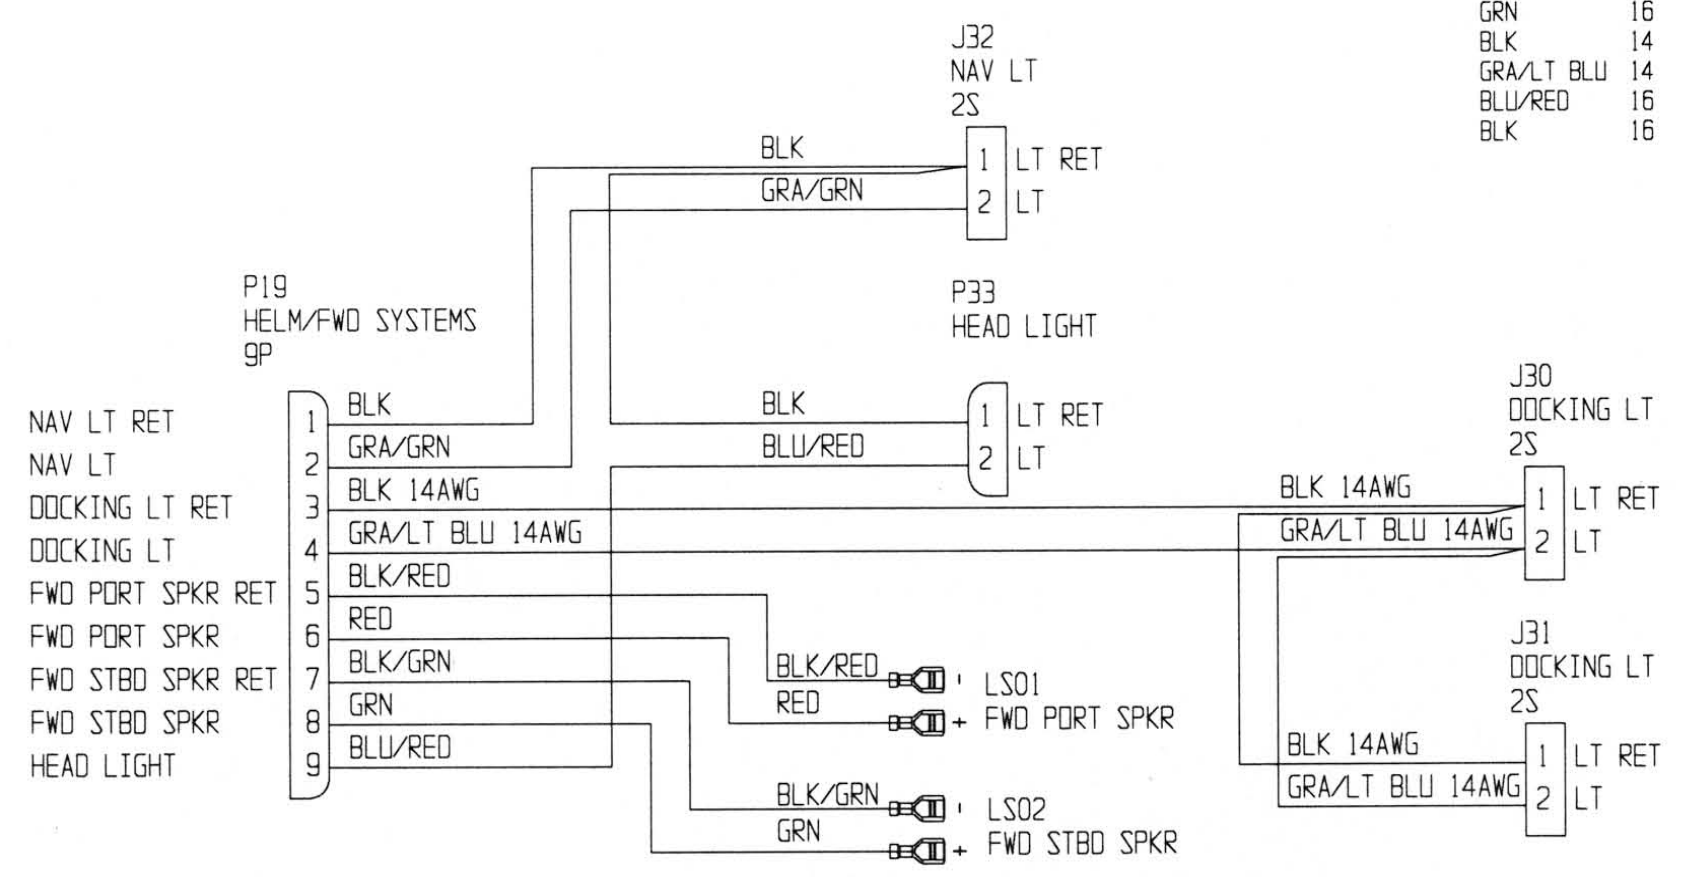 GRN 16
BLK 14
GRA/LT BLU 14
BLU/RED 16
BLK 16
J32
NAV LT
2S
BLK
1 LT RET
GRA/GRN
2 LT
P19
HELM/FWD SYSTEMS
9P
P33
HEAD LIGHT
BLK
1 LT RET
BLU/RED
2 LT
J30
DOCKING LT
2S
BLK 14AWG
1 LT RET
GRA/LT BLU 14AWG
2 LT
NAV LT RET 1 BLK
NAV LT 2 GRA/GRN
DOCKING LT RET 3 BLK 14AWG
DOCKING LT 4 GRA/LT BLU 14AWG
FWD PORT SPKR RET 5 BLK/RED
FWD PORT SPKR 6 RED
FWD STBD SPKR RET 7 BLK/GRN
FWD STBD SPKR 8 GRN
HEAD LIGHT 9 BLU/RED
BLK/RED - LS01
RED + FWD PORT SPKR
BLK/GRN - LS02
GRN + FWD STBD SPKR
J31
DOCKING LT
2S
BLK 14AWG
1 LT RET
GRA/LT BLU 14AWG
2 LT